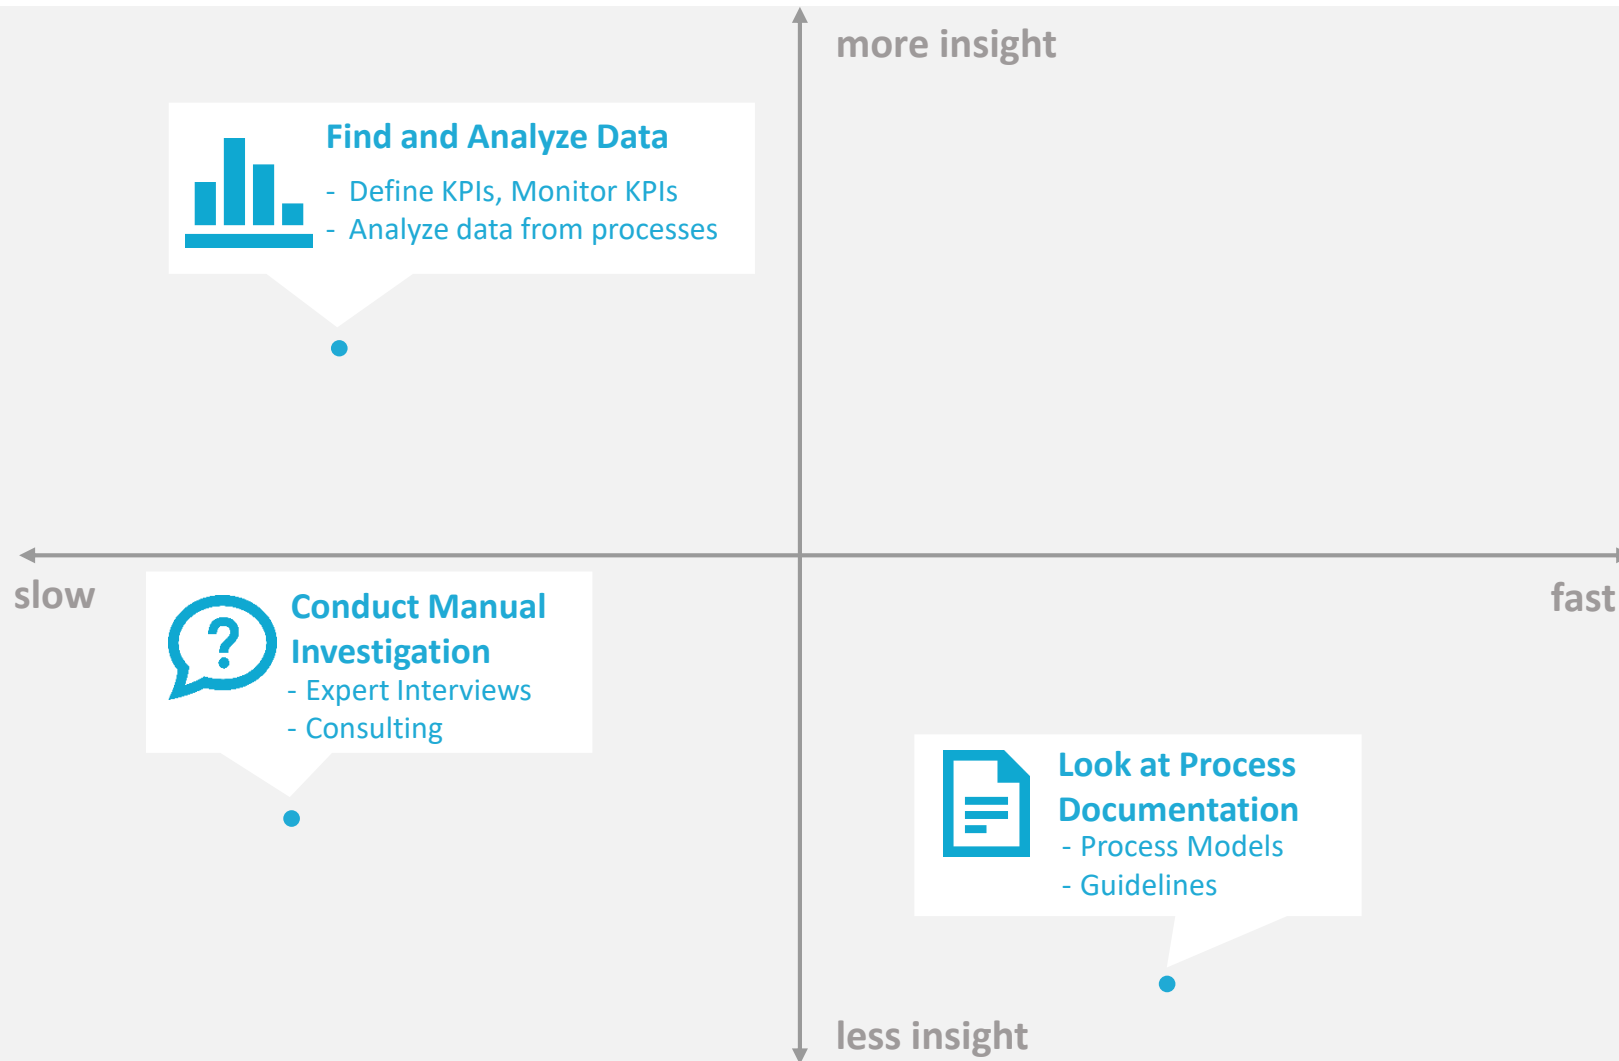 more insight
Find and Analyze Data
- Define KPIs, Monitor KPIs
- Analyze data from processes
slow
fast
Conduct Manual
Investigation
- Expert Interviews
- Consulting
?
Look at Process
Documentation
- Process Models
- Guidelines
less insight